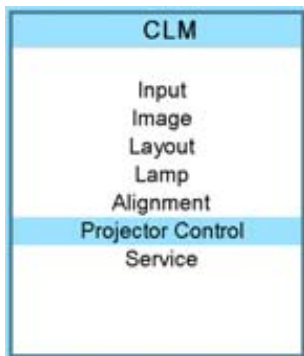 CLM
Input
Image
Layout
Lamp
Alignment
Projector Control
Service